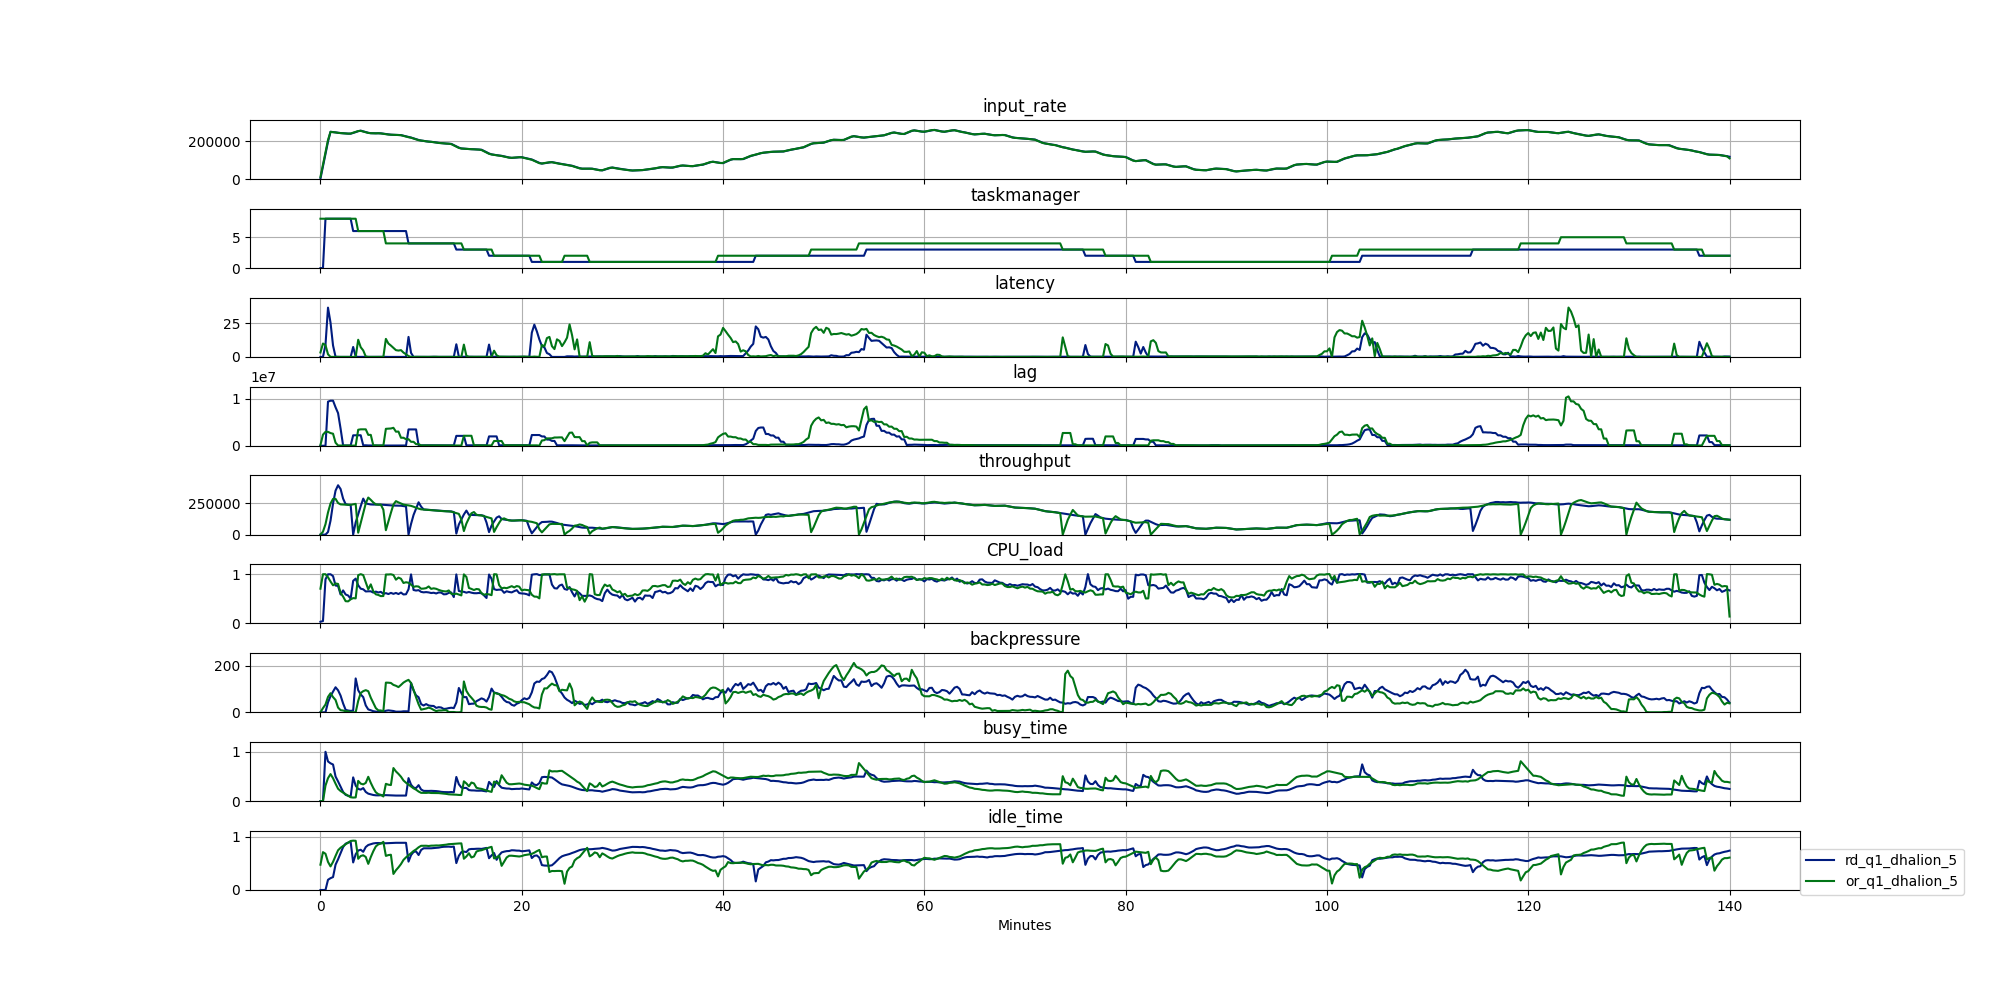 input_rate
200000
0
taskmanager
5
0
latency
25
0
1e7
lag
1
0
throughput
250000
0
CPU_load
1
0
backpressure
200
0
busy_time
1
0
idle_time
1
0
rd_q1_dhalion_5
or_q1_dhalion_5
0 20 40 60 80 100 120 140
Minutes